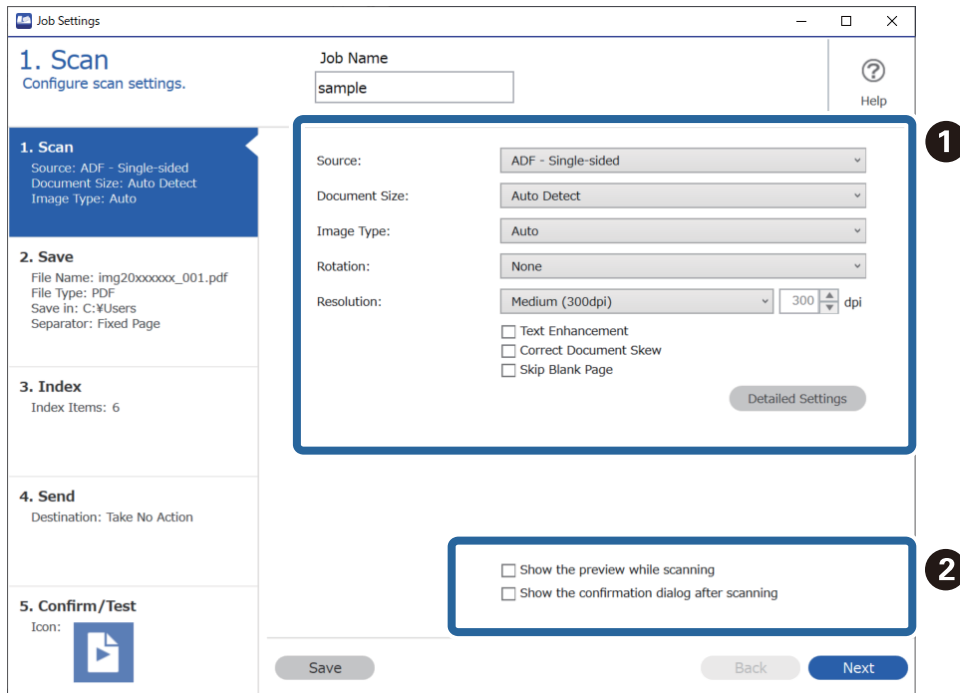 Job Settings
1. Scan
Configure scan settings.
Job Name
sample
Help
1. Scan
Source: ADF - Single-sided
Document Size: Auto Detect
Image Type: Auto
2. Save
File Name: img20xxxxxx_001.pdf
File Type: PDF
Save in: C:¥Users
Separator: Fixed Page
3. Index
Index Items: 6
4. Send
Destination: Take No Action
5. Confirm/Test
Icon:
1
Source: ADF - Single-sided
Document Size: Auto Detect
Image Type: Auto
Rotation: None
Resolution: Medium (300dpi) 300 dpi
Text Enhancement
Correct Document Skew
Skip Blank Page
Detailed Settings
2
Show the preview while scanning
Show the confirmation dialog after scanning
Save Back Next